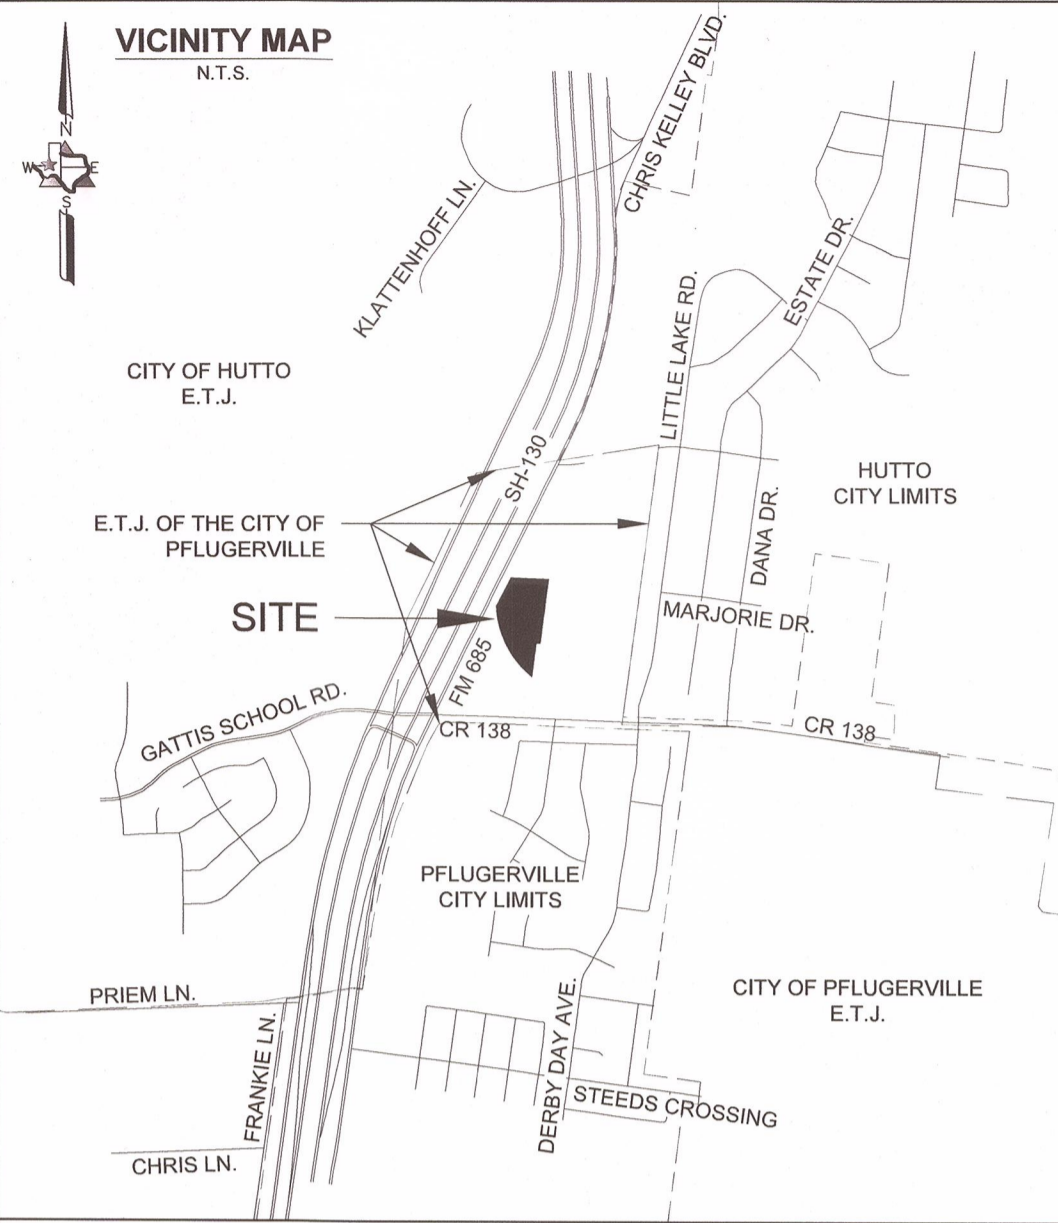 VICINITY MAP
N.T.S.
N
W E
S
CHRIS KELLEY BLVD.
KLATTENHOFF LN.
ESTATE DR.
LITTLE LAKE RD.
CITY OF HUTTO
E.T.J.
SH-130
HUTTO
CITY LIMITS
E.T.J. OF THE CITY OF
PFLUGERVILLE
DANA DR.
SITE
MARJORIE DR.
FM 685
GATTIS SCHOOL RD.
CR 138
CR 138
PFLUGERVILLE
CITY LIMITS
PRIEM LN.
CITY OF PFLUGERVILLE
E.T.J.
FRANKIE LN.
DERBY DAY AVE.
STEEDS CROSSING
CHRIS LN.